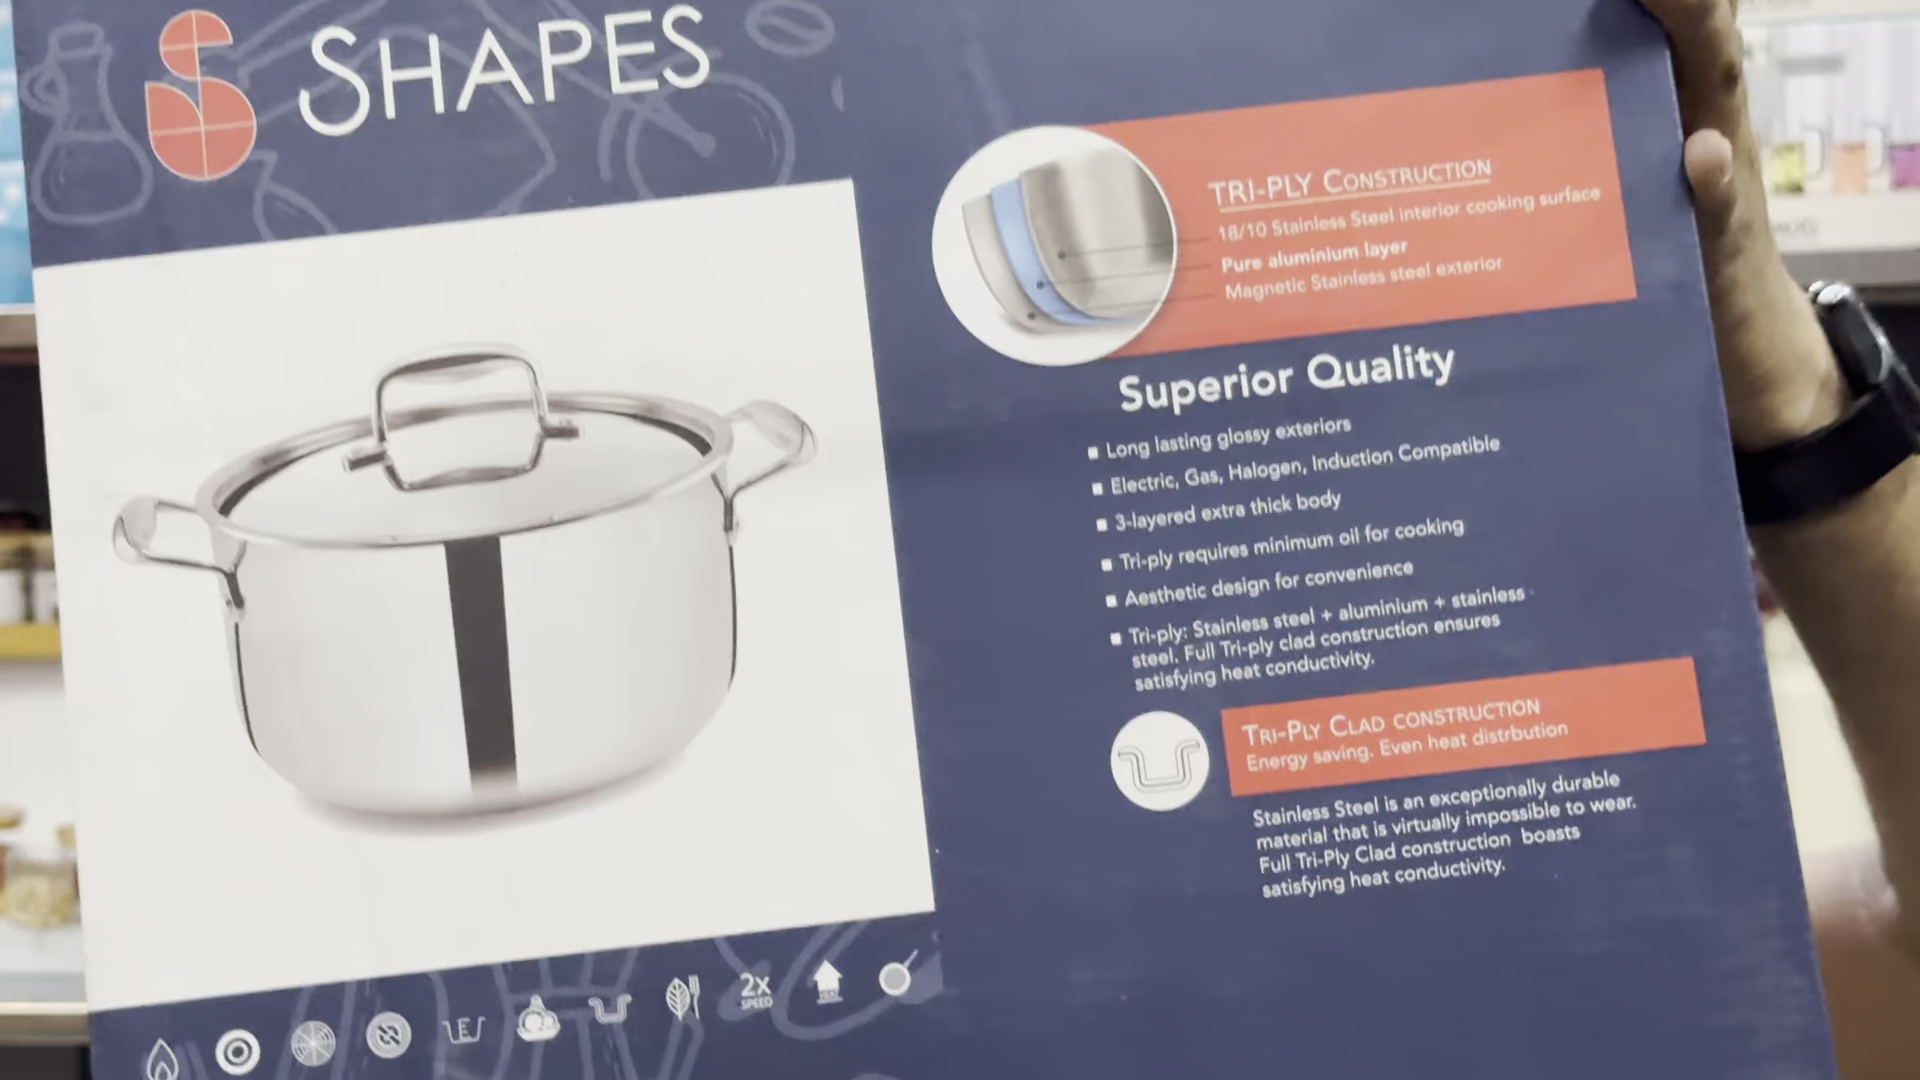 SHAPES
TRI-PLY CONSTRUCTION
18/10 Stainless Steel interior cooking surface
Pure aluminium layer
Magnetic Stainless steel exterior
Superior Quality
Long lasting glossy exteriors
Electric, Gas, Halogen, Induction Compatible
3-layered extra thick body
Tri-ply requires minimum oil for cooking
Aesthetic design for convenience
Tri-ply: Stainless steel + aluminium + stainless
steel. Full Tri-ply clad construction ensures
satisfying heat conductivity.
TRI-PLY CLAD CONSTRUCTION
Energy saving. Even heat distrbution
Stainless Steel is an exceptionally durable
material that is virtually impossible to wear.
Full Tri-Ply Clad construction boasts
satisfying heat conductivity.
E
2x
SPEED